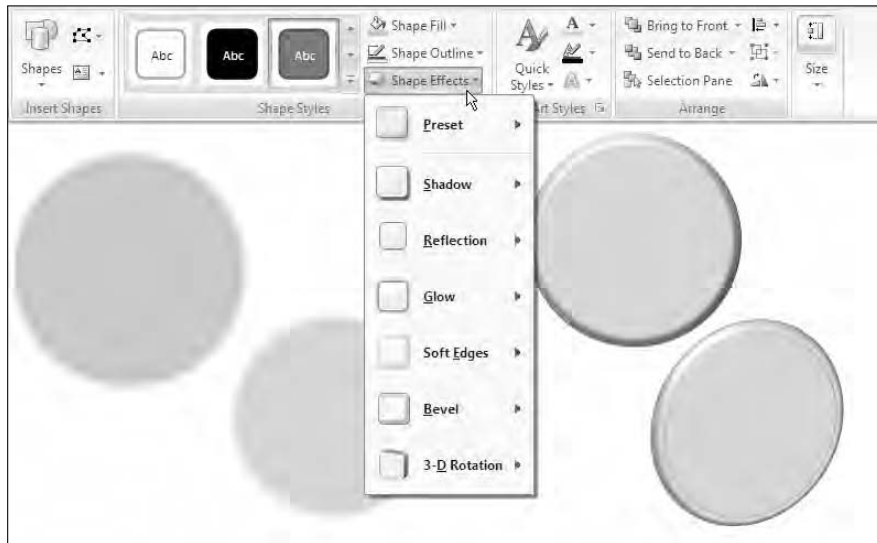 Shapes
Insert Shapes
Abc Abc Abc
Shape Styles
Shape Fill
Shape Outline
Shape Effects
Quick
Styles
A
A
A
Art Styles
Bring to Front
Send to Back
Selection Pane
Arrange
Size
Preset
Shadow
Reflection
Glow
Soft Edges
Bevel
3-D Rotation